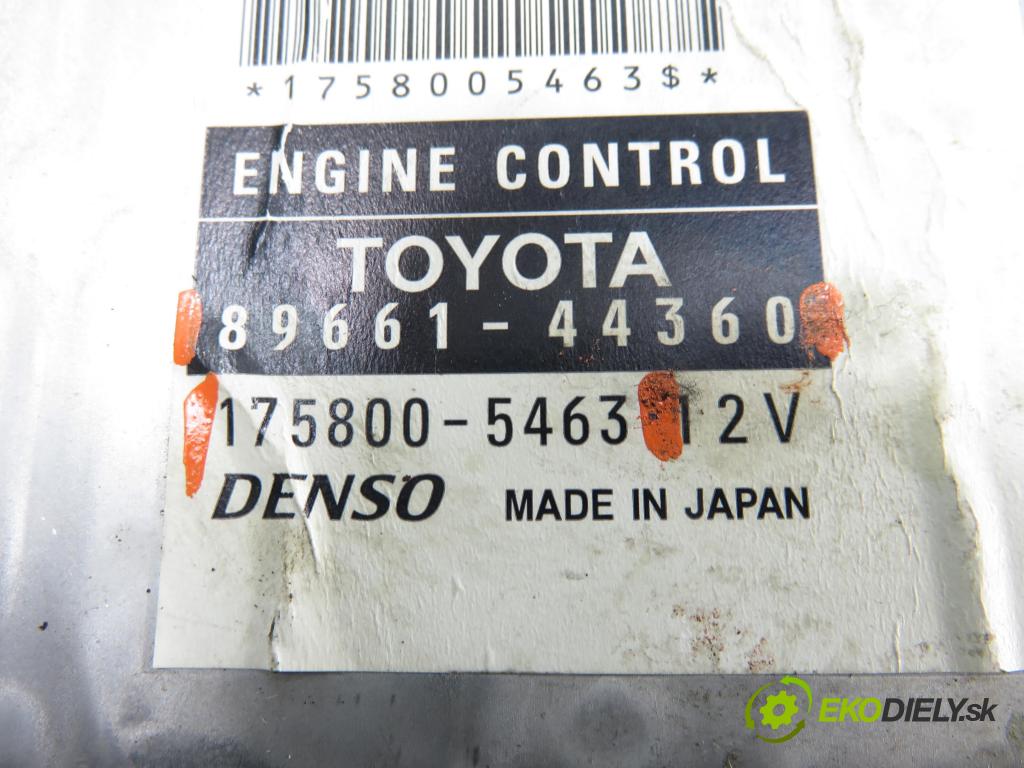 *1758005463$*
ENGINE CONTROL
TOYOTA
89661-44360
175800-5463 12V
DENSO MADE IN JAPAN
EKODIELY.sk